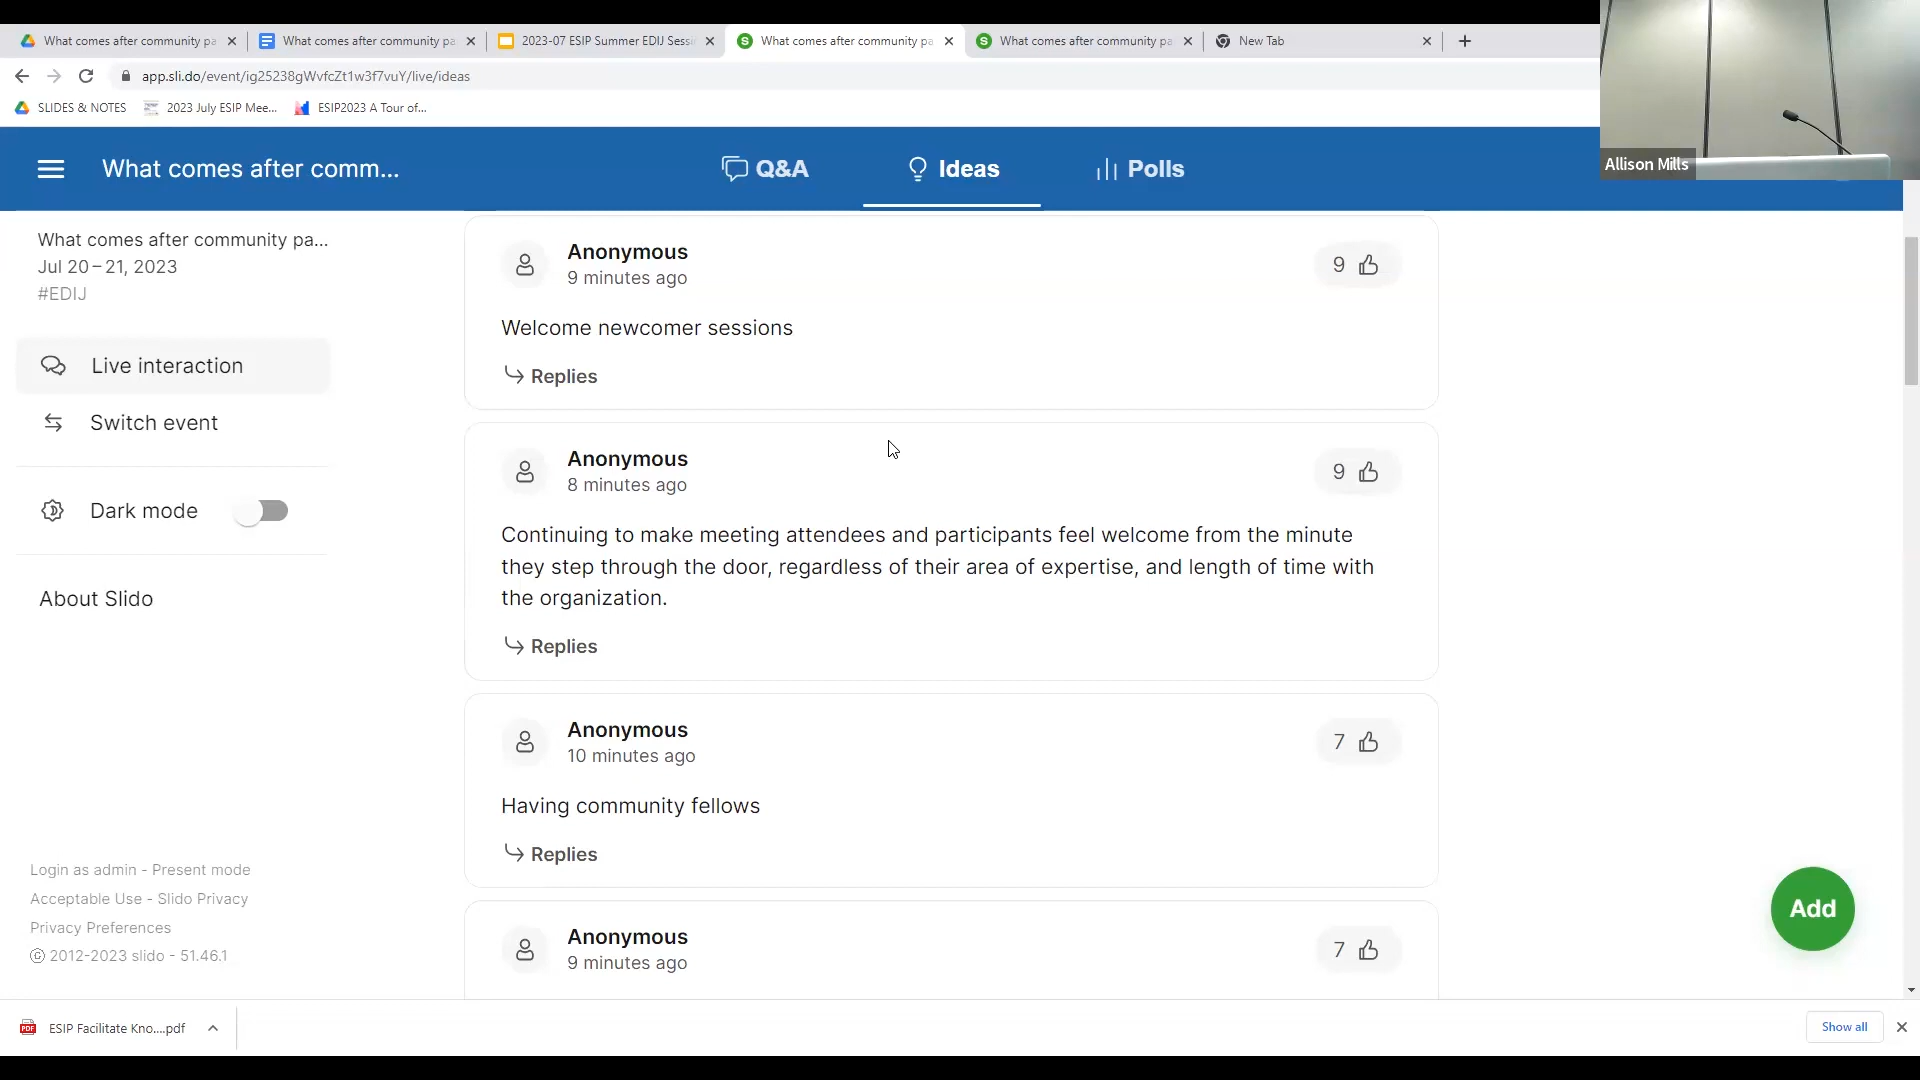 What comes after community pa
What comes after community pa
2023-07 ESIP Summer EDIJ Sessi
What comes after community pa
What comes after community pa
New Tab
app.sli.do/event/ig25238gWvfcZt1w3f7vuY/live/ideas
SLIDES & NOTES
2023 July ESIP Mee...
ESIP2023 A Tour of...
Allison Mills
What comes after comm...
Q&A
Ideas
Polls
What comes after community pa...
Jul 20 – 21, 2023
#EDIJ
Live interaction
Switch event
Dark mode
About Slido
Login as admin - Present mode
Acceptable Use - Slido Privacy
Privacy Preferences
© 2012-2023 slido - 51.46.1
Anonymous
9 minutes ago
9
Welcome newcomer sessions
Replies
Anonymous
8 minutes ago
9
Continuing to make meeting attendees and participants feel welcome from the minute
they step through the door, regardless of their area of expertise, and length of time with
the organization.
Replies
Anonymous
10 minutes ago
7
Having community fellows
Replies
Anonymous
9 minutes ago
7
Add
ESIP Facilitate Kno....pdf
Show all